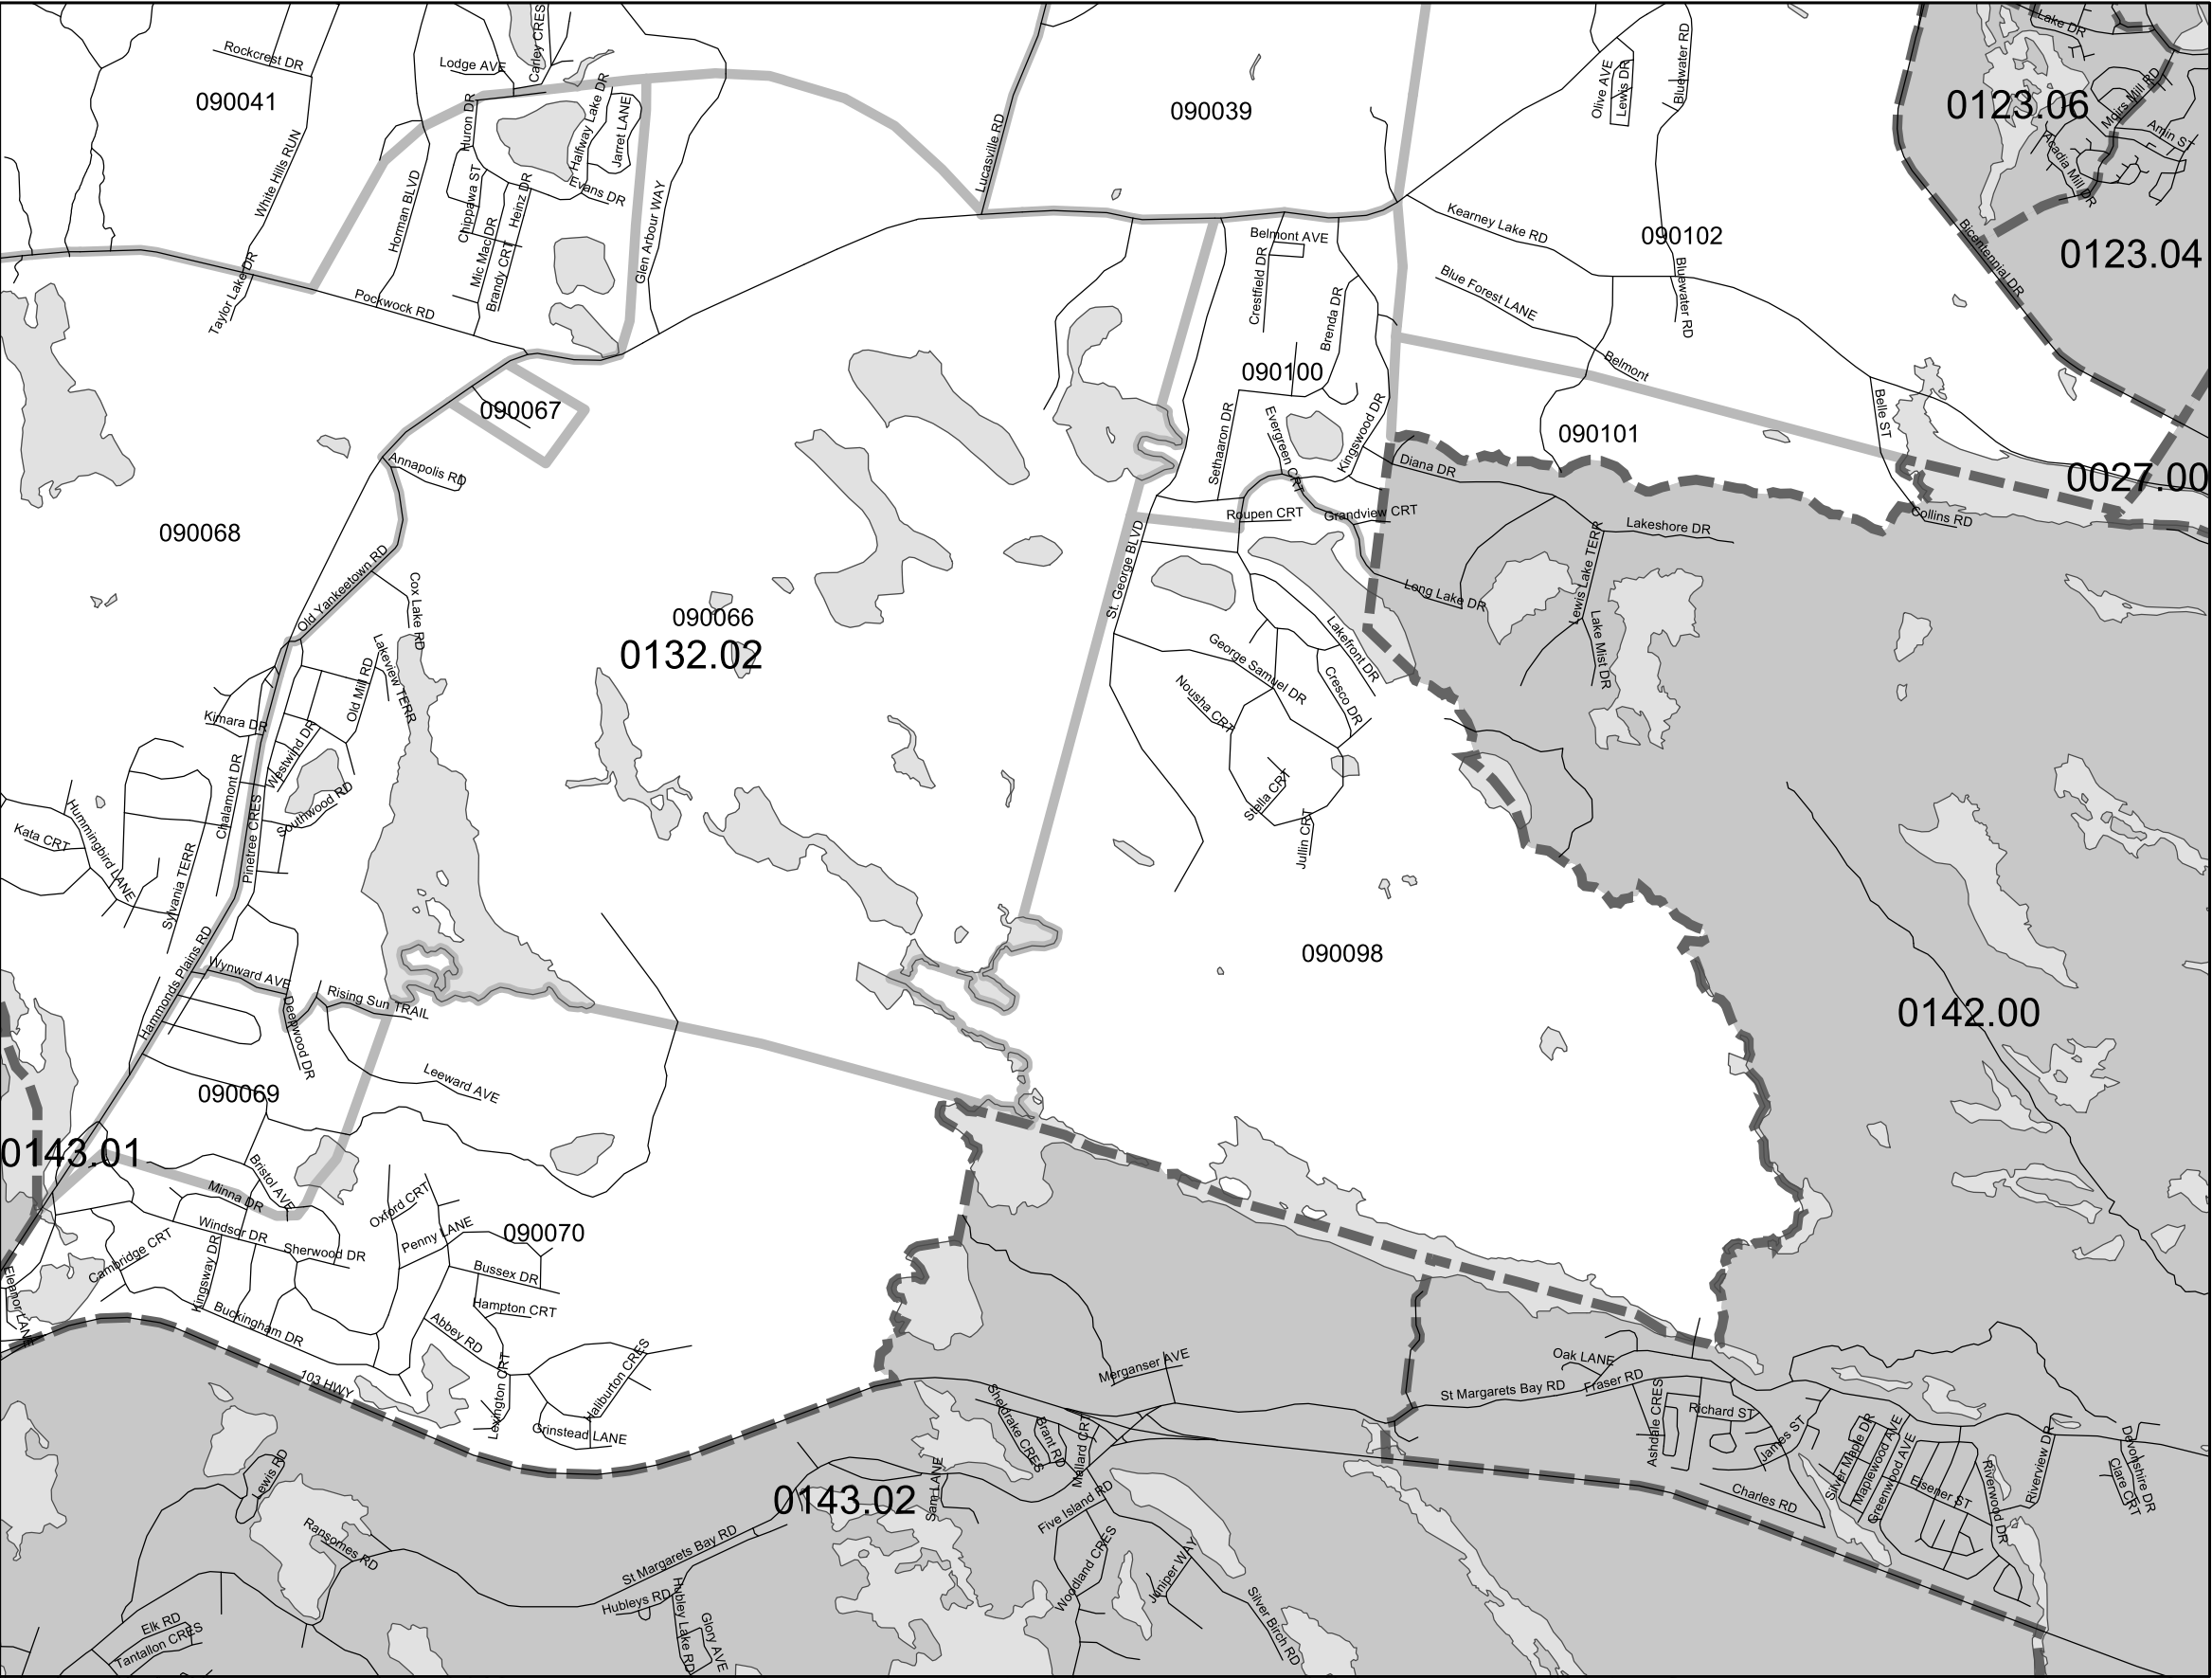 Rockcrest DR
Lodge AVE
Carley CRES
090041
Huron DR
Halfway Lake DR
Jarret LANE
Evans DR
White Hills RUN
Horman BLVD
Chippawa ST
Heinz DR
Mic Mac DR
Brandy CRT
Glen Arbour WAY
Taylor Lake DR
Pockwock RD
Lucasville RD
090039
Olive AVE
Lewis DR
Bluewater RD
Lake DR
0123.06
Moirs Mill RD
Amin ST
Acadia Mill DR
Bicentennial DR
0123.04
Kearney Lake RD
090102
Blue Forest LANE
Bluewater RD
Belmont AVE
Crestfield DR
Brenda DR
090100
Belmont
090067
Annapolis RD
Sethaaron DR
Evergreen CRT
Kingswood DR
090101
Belle ST
0027.00
Diana DR
Collins RD
Roupen CRT
Grandview CRT
Lakeshore DR
090068
Old Yankeetown RD
Cox Lake RD
St. George BLVD
Long Lake DR
Lewis Lake TERR
Lake Mist DR
090066
0132.02
Lakeview TERR
Old Mill RD
Kimara DR
Westwind DR
Chalamont DR
Southwood RD
Pinetree CRES
George Samuel DR
Lakefront DR
Cresco DR
Nousha CRT
Stella CRT
Jullin CRT
Kata CRT
Hummingbird LANE
Sylvania TERR
Hammonds Plains RD
Wynward AVE
Deerwood DR
Rising Sun TRAIL
090098
0142.00
Leeward AVE
090069
0143.01
Bristol AVE
Minna DR
Windsor DR
Sherwood DR
Oxford CRT
Penny LANE
090070
Cambridge CRT
Kingsway DR
Bussex DR
Hampton CRT
Buckingham DR
Abbey RD
Eleanor LANE
103 HWY
Lexington CRT
Haliburton CRES
Grinstead LANE
Merganser AVE
Oak LANE
St Margarets Bay RD
Fraser RD
Sheldrake CRES
Brant RD
Mallard CRT
Ashdale CRES
Richard ST
James ST
Silver Maple DR
Maplewood AVE
Greenwood AVE
Eisener ST
Riverwood DR
Riverview DR
Devonshire DR
Clare CRT
Charles RD
Lewis RD
0143.02
Sam LANE
Five Island RD
Ransomes RD
St Margarets Bay RD
Woodland CRES
Juniper WAY
Silver Birch RD
Hubleys RD
Hubley Lake RD
Glory AVE
Elk RD
Tantallon CRES